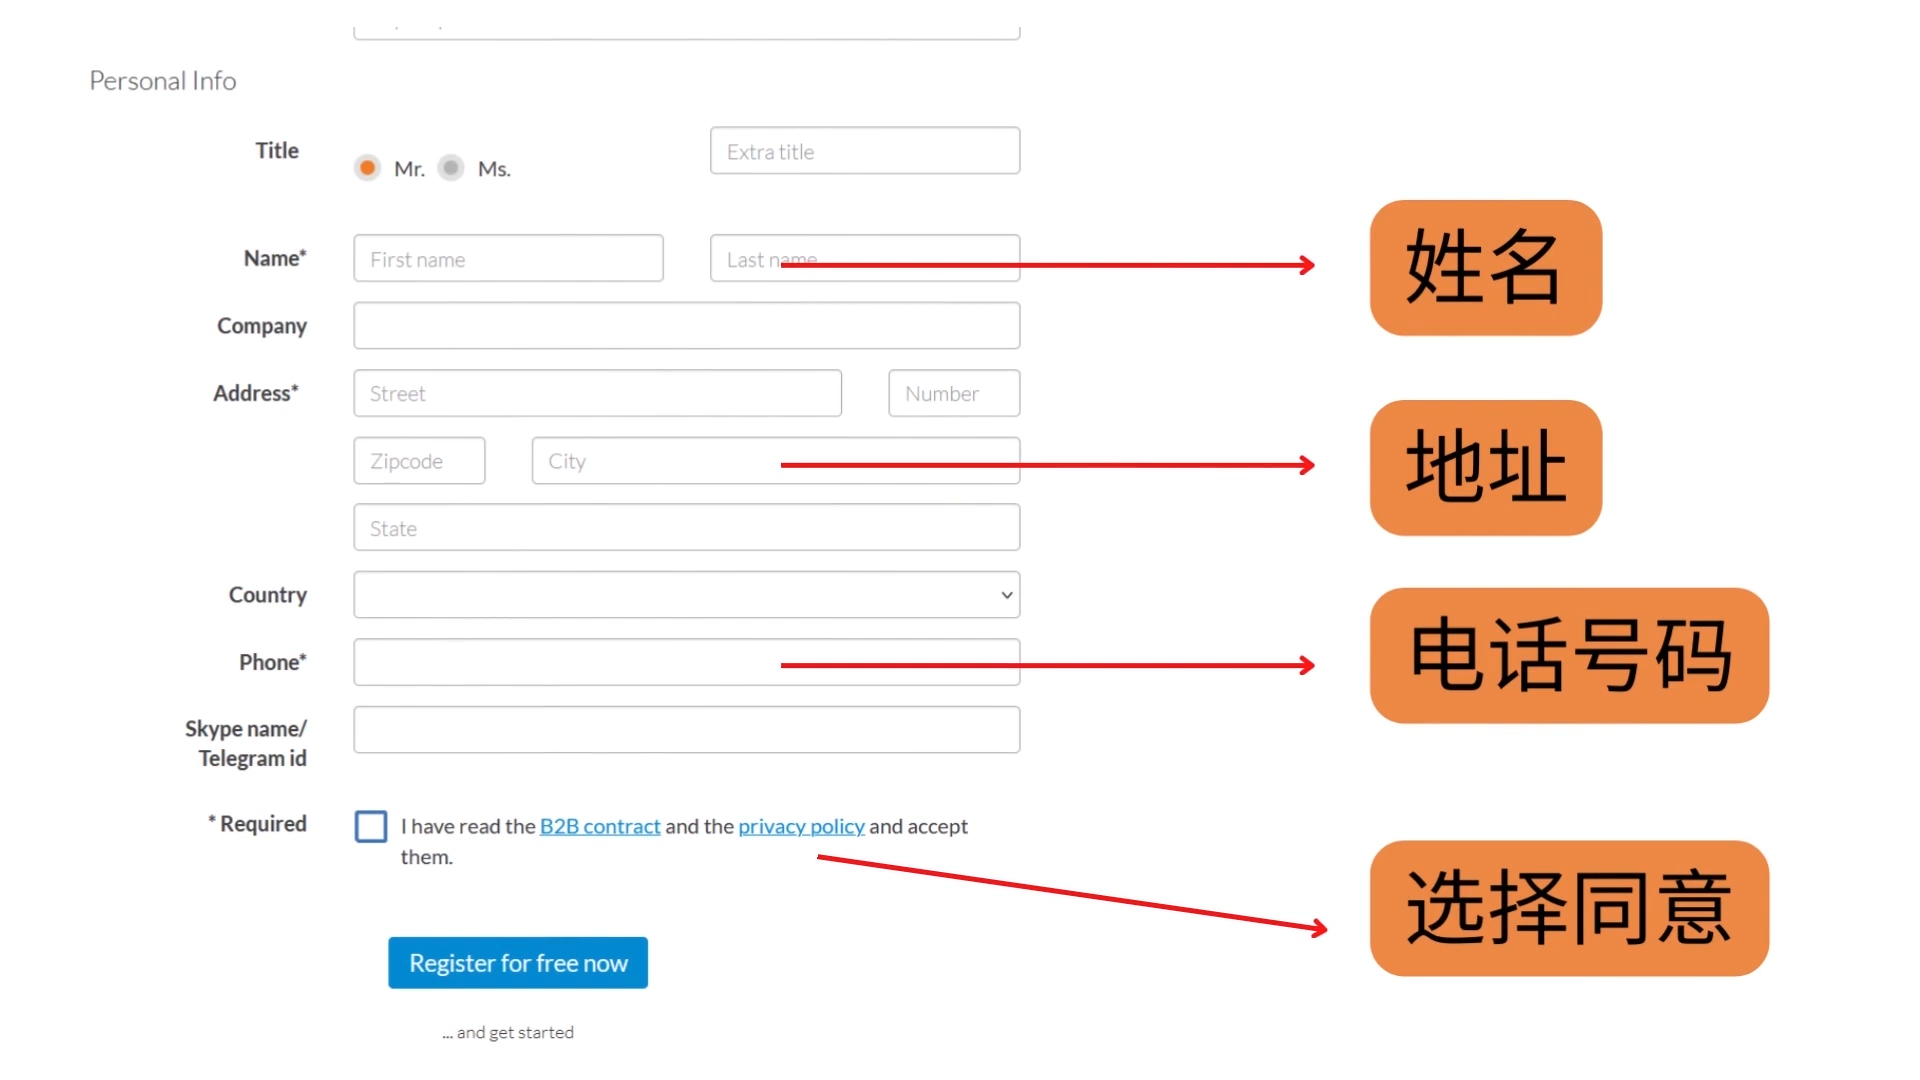 Personal Info
Title
Mr.
Ms.
Extra title
Name*
First name
Last name
姓名
Company
Address*
Street
Number
Zipcode
City
地址
State
Country
Phone*
电话号码
Skype name/
Telegram id
* Required
I have read the B2B contract and the privacy policy and accept
them.
选择同意
Register for free now
... and get started